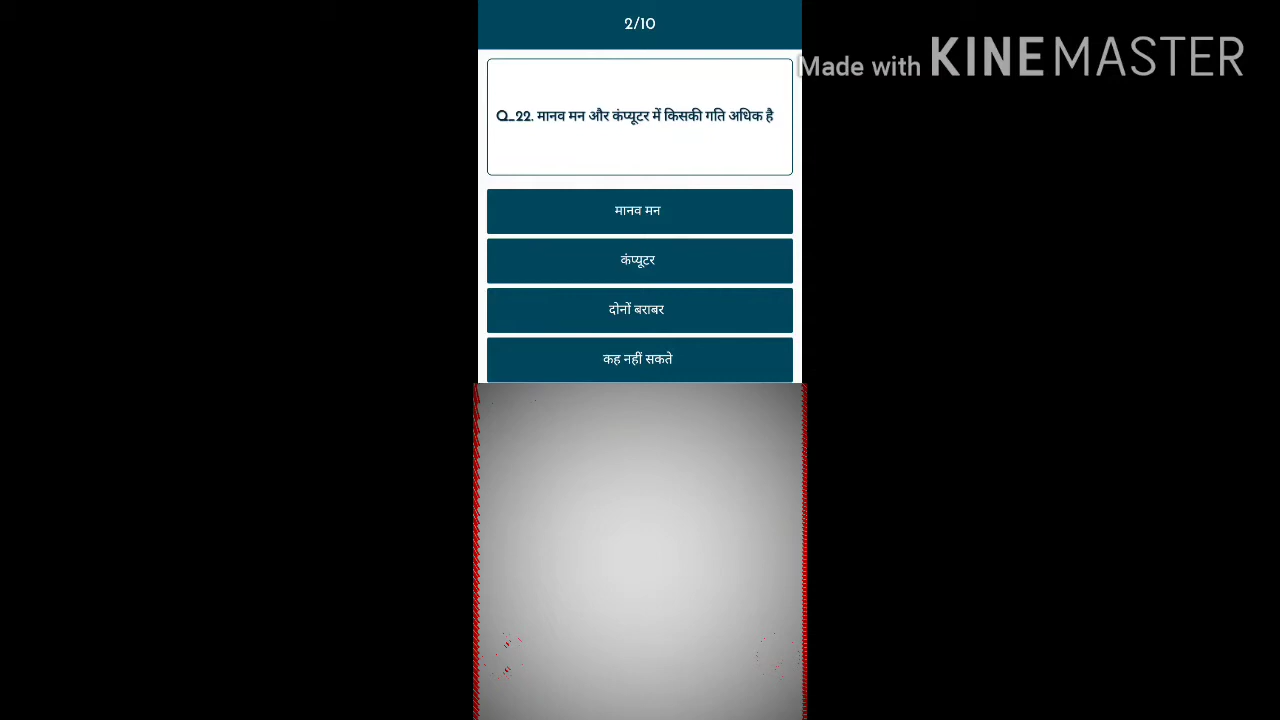 2/10
Made with KINEMASTER
Q_22. मानव मन और कंप्यूटर में किसकी गति अधिक है
मानव मन
कंप्यूटर
दोनों बराबर
कह नहीं सकते